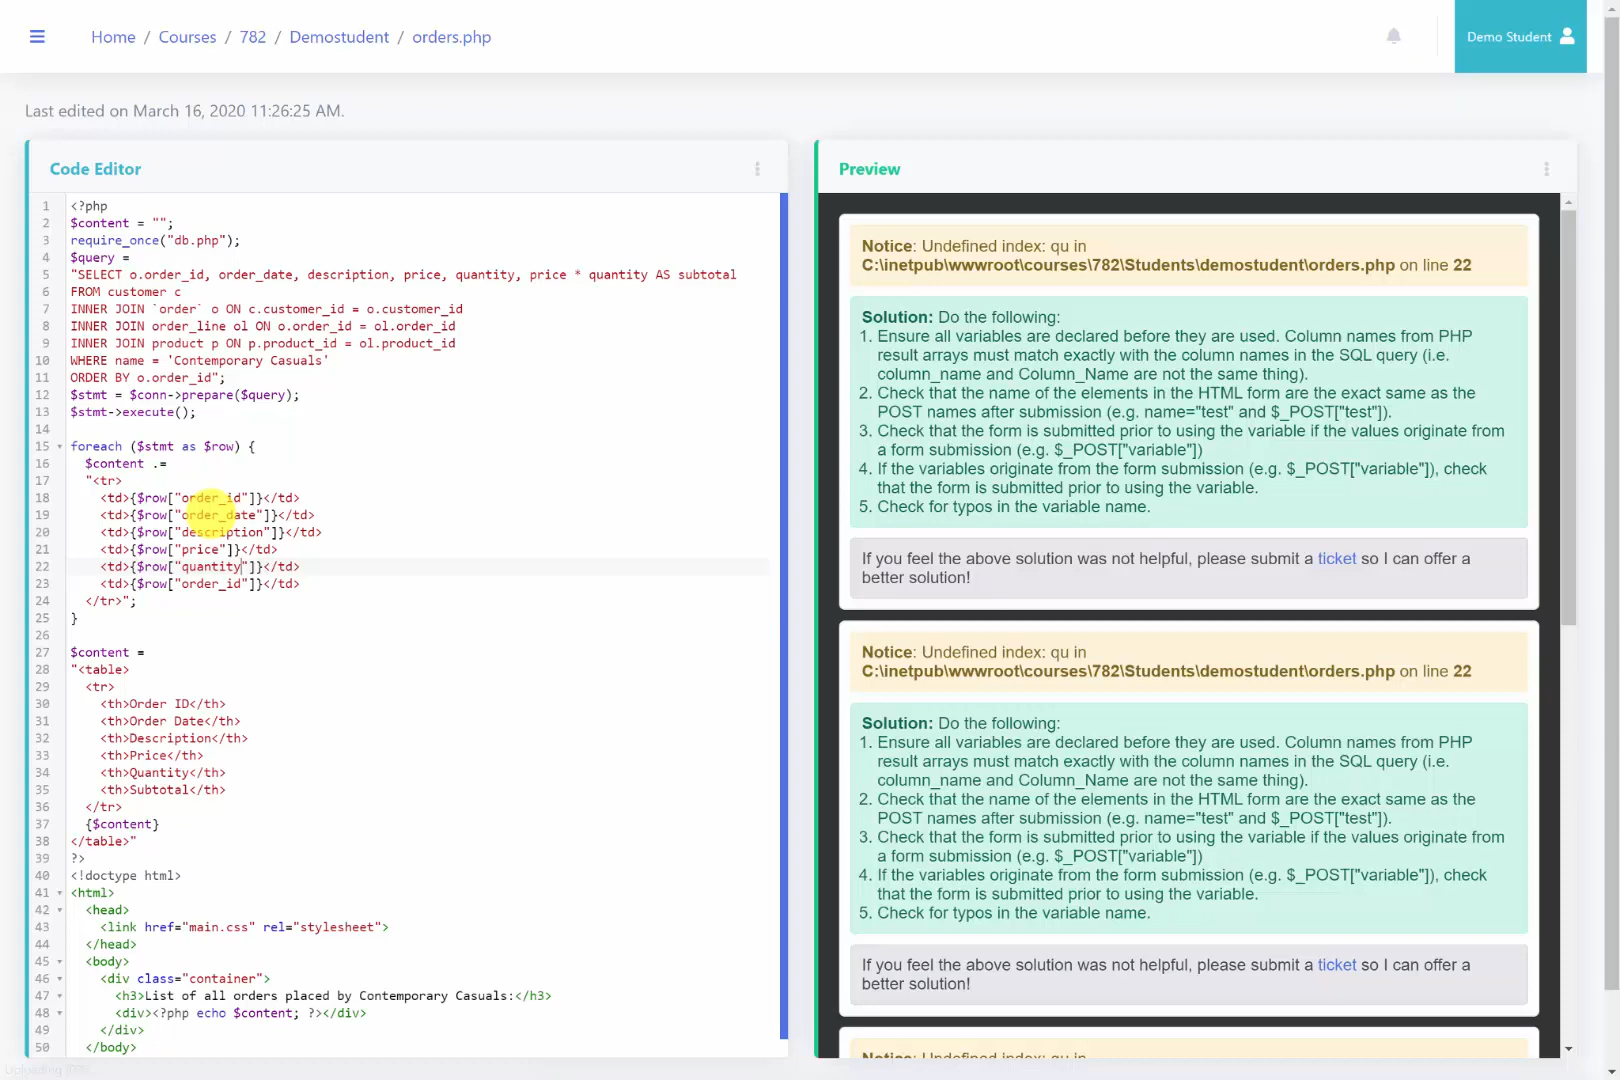 Home / Courses / 782 / Demostudent / orders.php
Demo Student
Last edited on March 16, 2020 11:26:25 AM.
Code Editor
1 <?php
2 $content = "";
3 require_once("db.php");
4 $query =
5 "SELECT o.order_id, order_date, description, price, quantity, price * quantity AS subtotal
6 FROM customer c
7 INNER JOIN `order` o ON c.customer_id = o.customer_id
8 INNER JOIN order_line ol ON o.order_id = ol.order_id
9 INNER JOIN product p ON p.product_id = ol.product_id
10 WHERE name = 'Contemporary Casuals'
11 ORDER BY o.order_id";
12 $stmt = $conn->prepare($query);
13 $stmt->execute();
14
15 foreach ($stmt as $row) {
16 $content .=
17 "<tr>
18 <td>{$row["order_id"]}</td>
19 <td>{$row["order_date"]}</td>
20 <td>{$row["description"]}</td>
21 <td>{$row["price"]}</td>
22 <td>{$row["quantity"]}</td>
23 <td>{$row["order_id"]}</td>
24 </tr>";
25 }
26
27 $content =
28 "<table>
29 <tr>
30 <th>Order ID</th>
31 <th>Order Date</th>
32 <th>Description</th>
33 <th>Price</th>
34 <th>Quantity</th>
35 <th>Subtotal</th>
36 </tr>
37 {$content}
38 </table>"
39 ?>
40 <!doctype html>
41 <html>
42 <head>
43 <link href="main.css" rel="stylesheet">
44 </head>
45 <body>
46 <div class="container">
47 <h3>List of all orders placed by Contemporary Casuals:</h3>
48 <div><?php echo $content; ?></div>
49 </div>
50 </body>
Preview
Notice: Undefined index: qu in
C:\inetpub\wwwroot\courses\782\Students\demostudent\orders.php on line 22
Solution: Do the following:
1. Ensure all variables are declared before they are used. Column names from PHP
result arrays must match exactly with the column names in the SQL query (i.e.
column_name and Column_Name are not the same thing).
2. Check that the name of the elements in the HTML form are the exact same as the
POST names after submission (e.g. name="test" and $_POST["test"]).
3. Check that the form is submitted prior to using the variable if the values originate from
a form submission (e.g. $_POST["variable"])
4. If the variables originate from the form submission (e.g. $_POST["variable"]), check
that the form is submitted prior to using the variable.
5. Check for typos in the variable name.
If you feel the above solution was not helpful, please submit a ticket so I can offer a
better solution!
Notice: Undefined index: qu in
C:\inetpub\wwwroot\courses\782\Students\demostudent\orders.php on line 22
Solution: Do the following:
1. Ensure all variables are declared before they are used. Column names from PHP
result arrays must match exactly with the column names in the SQL query (i.e.
column_name and Column_Name are not the same thing).
2. Check that the name of the elements in the HTML form are the exact same as the
POST names after submission (e.g. name="test" and $_POST["test"]).
3. Check that the form is submitted prior to using the variable if the values originate from
a form submission (e.g. $_POST["variable"])
4. If the variables originate from the form submission (e.g. $_POST["variable"]), check
that the form is submitted prior to using the variable.
5. Check for typos in the variable name.
If you feel the above solution was not helpful, please submit a ticket so I can offer a
better solution!
Notice: Undefined index: qu in
Uploading